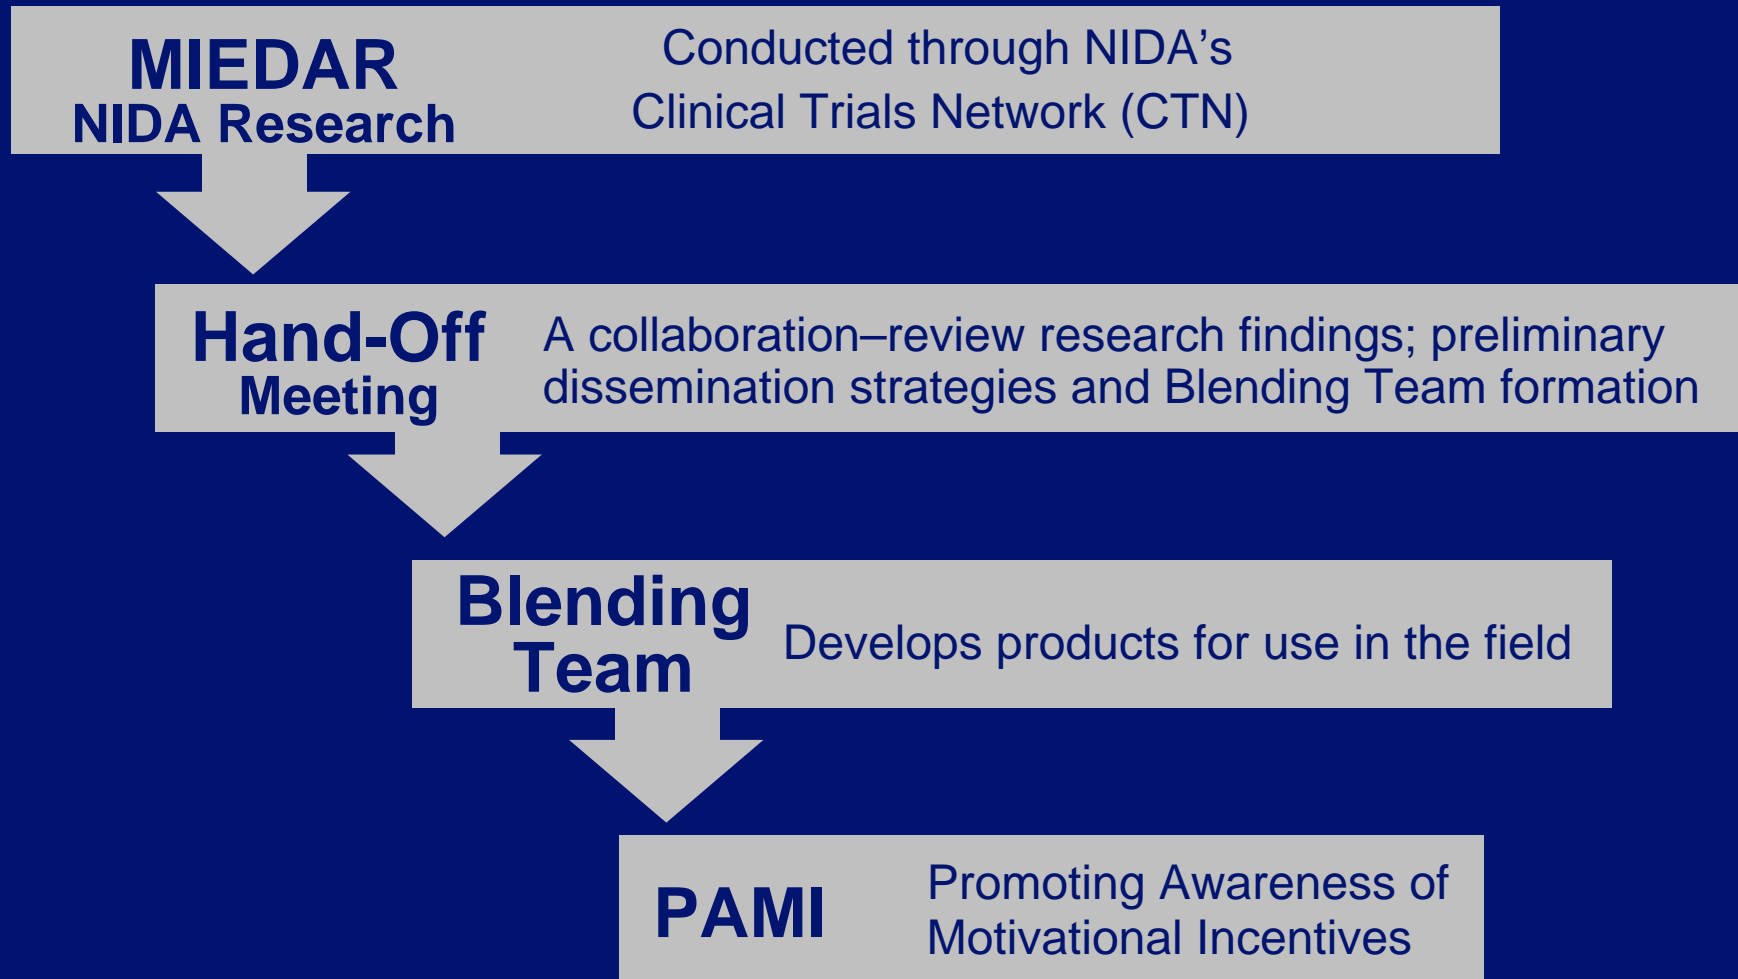 MIEDAR
NIDA Research
Conducted through NIDA’s
Clinical Trials Network (CTN)
Hand-Off
Meeting
A collaboration–review research findings; preliminary
dissemination strategies and Blending Team formation
Blending
Team
Develops products for use in the field
PAMI
Promoting Awareness of
Motivational Incentives